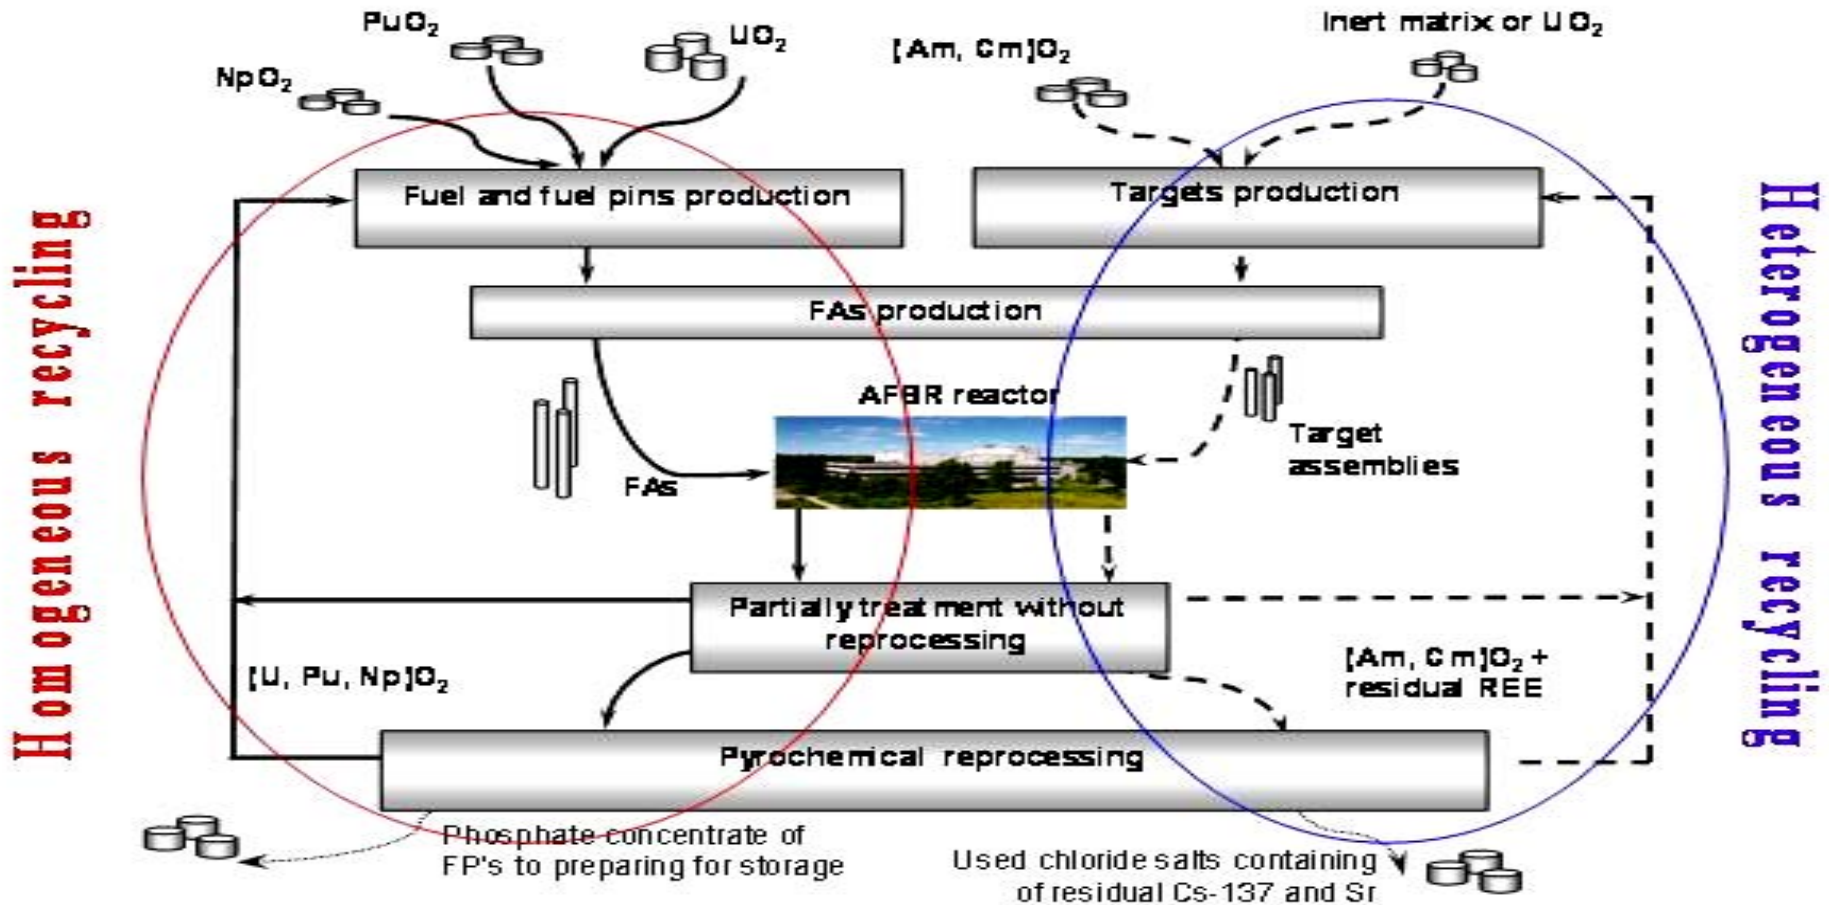 PuO₂
UO₂
NpO₂
[Am, Cm]O₂
Inert matrix or UO₂
Fuel and fuel pins production
Targets production
FAs production
AFBR reactor
FAs
Target
assemblies
Partially treatment without
reprocessing
[U, Pu, Np]O₂
[Am, Cm]O₂ +
residual REE
Pyrochemical reprocessing
Phosphate concentrate of
FP's to preparing for storage
Used chloride salts containing
of residual Cs-137 and Sr
Homogeneous recycling
Heterogeneous recycling